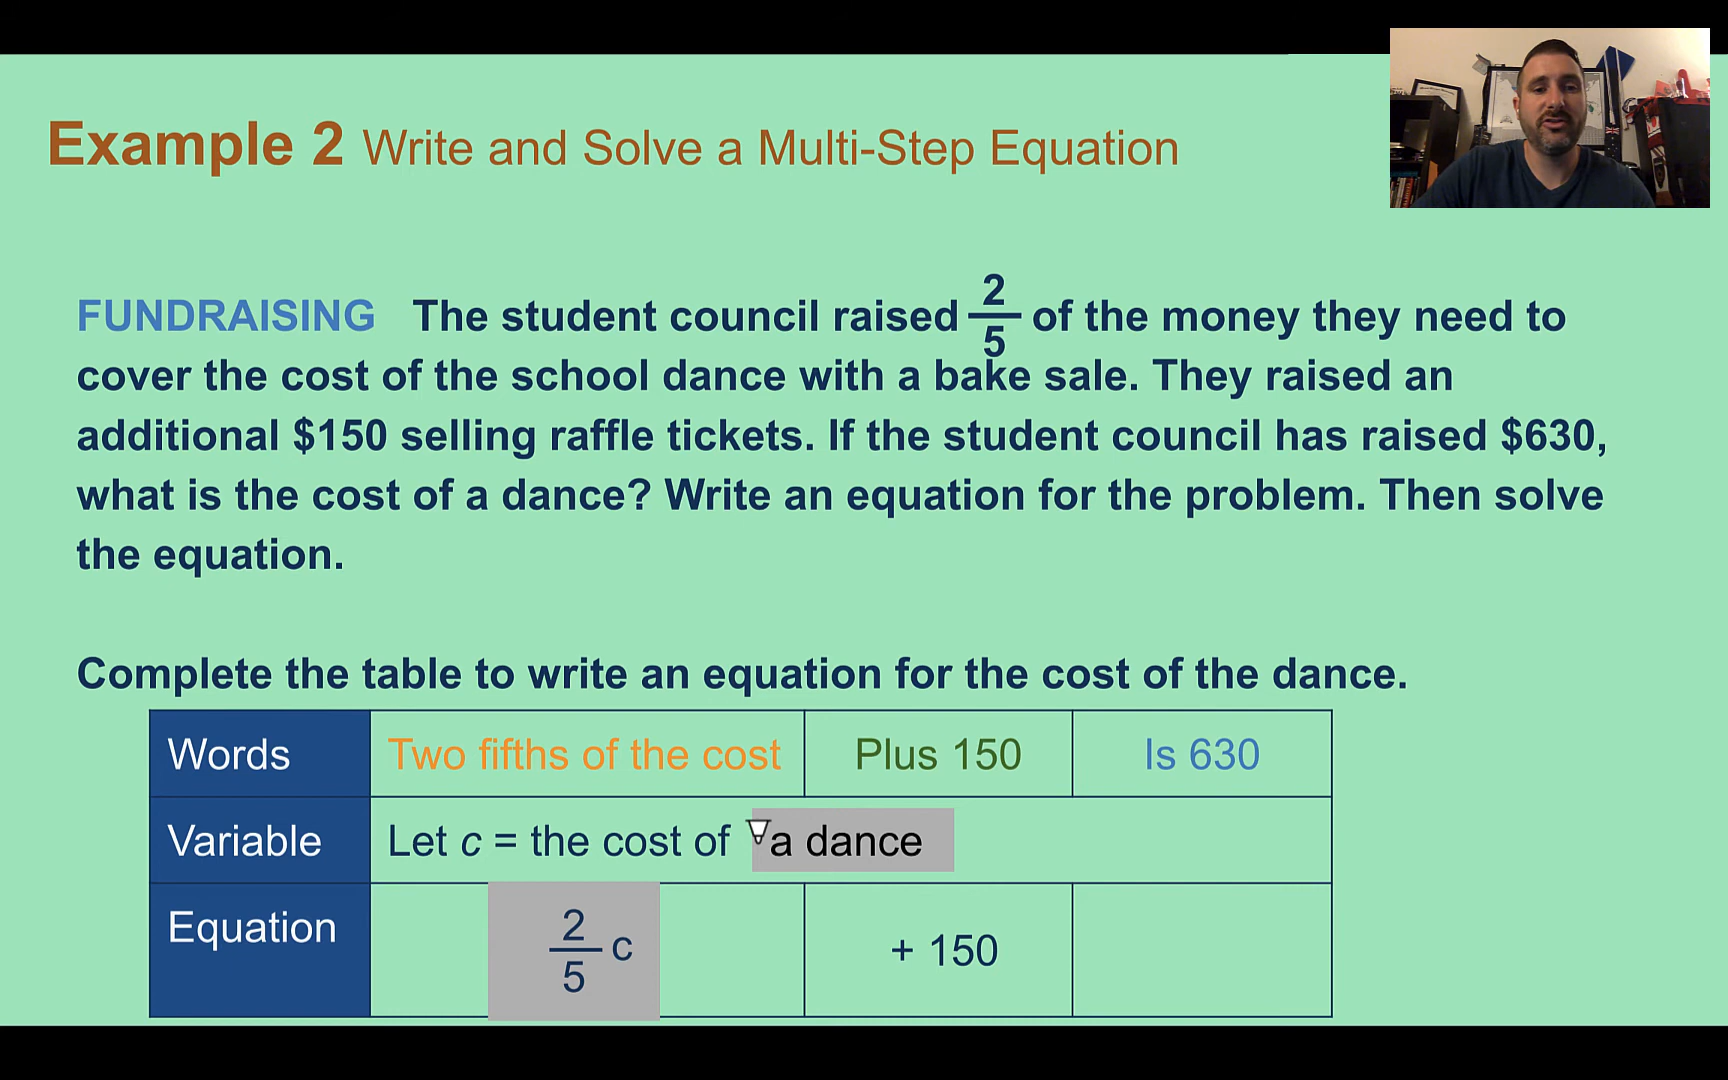 Example 2 Write and Solve a Multi-Step Equation
FUNDRAISING The student council raised 2/5 of the money they need to
cover the cost of the school dance with a bake sale. They raised an
additional $150 selling raffle tickets. If the student council has raised $630,
what is the cost of a dance? Write an equation for the problem. Then solve
the equation.
Complete the table to write an equation for the cost of the dance.
Words Two fifths of the cost Plus 150 Is 630
Variable Let c = the cost of a dance
Equation 2/5 c + 150